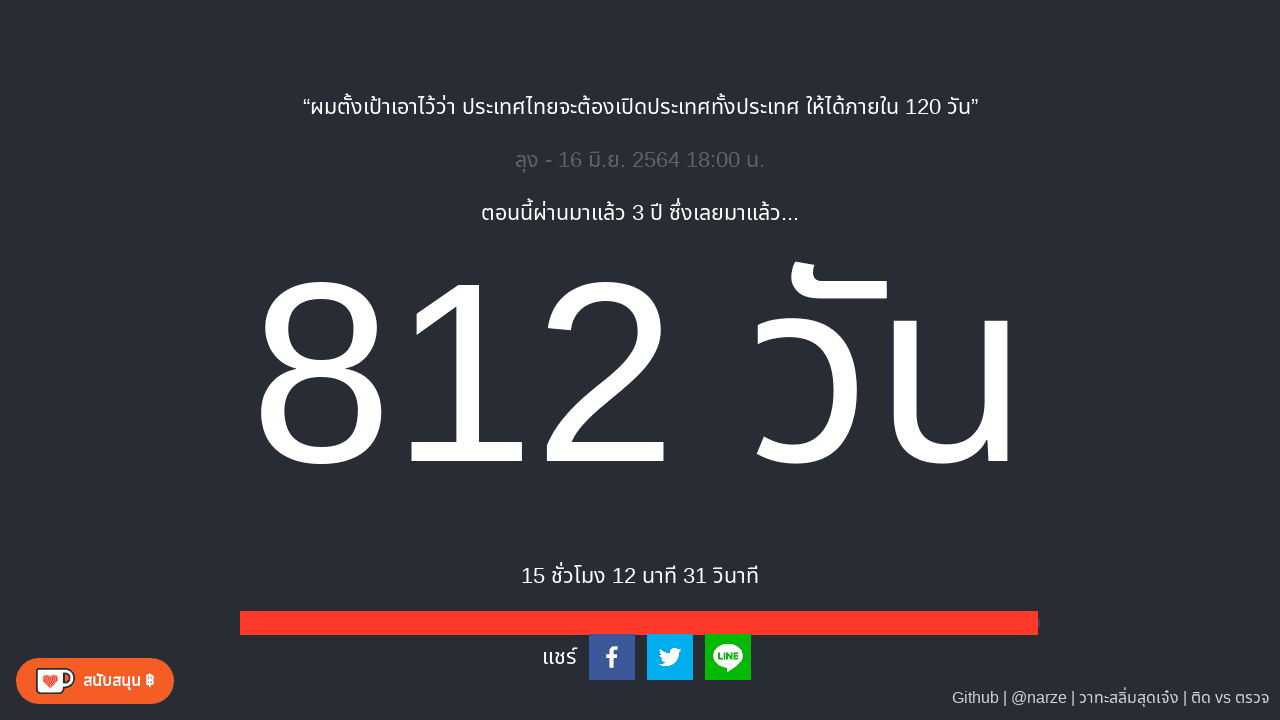 “ผมตั้งเป้าเอาไว้ว่า ประเทศไทยจะต้องเปิดประเทศทั้งประเทศ ให้ได้ภายใน 120 วัน”
ลุง - 16 มิ.ย. 2564 18:00 น.
ตอนนี้ผ่านมาแล้ว 3 ปี ซึ่งเลยมาแล้ว...
812 วัน
15 ชั่วโมง 12 นาที 31 วินาที
แชร์
LINE
สนับสนุน ฿
Github | @narze | วาทะสลิ่มสุดเจ๋ง | ติด vs ตรวจ